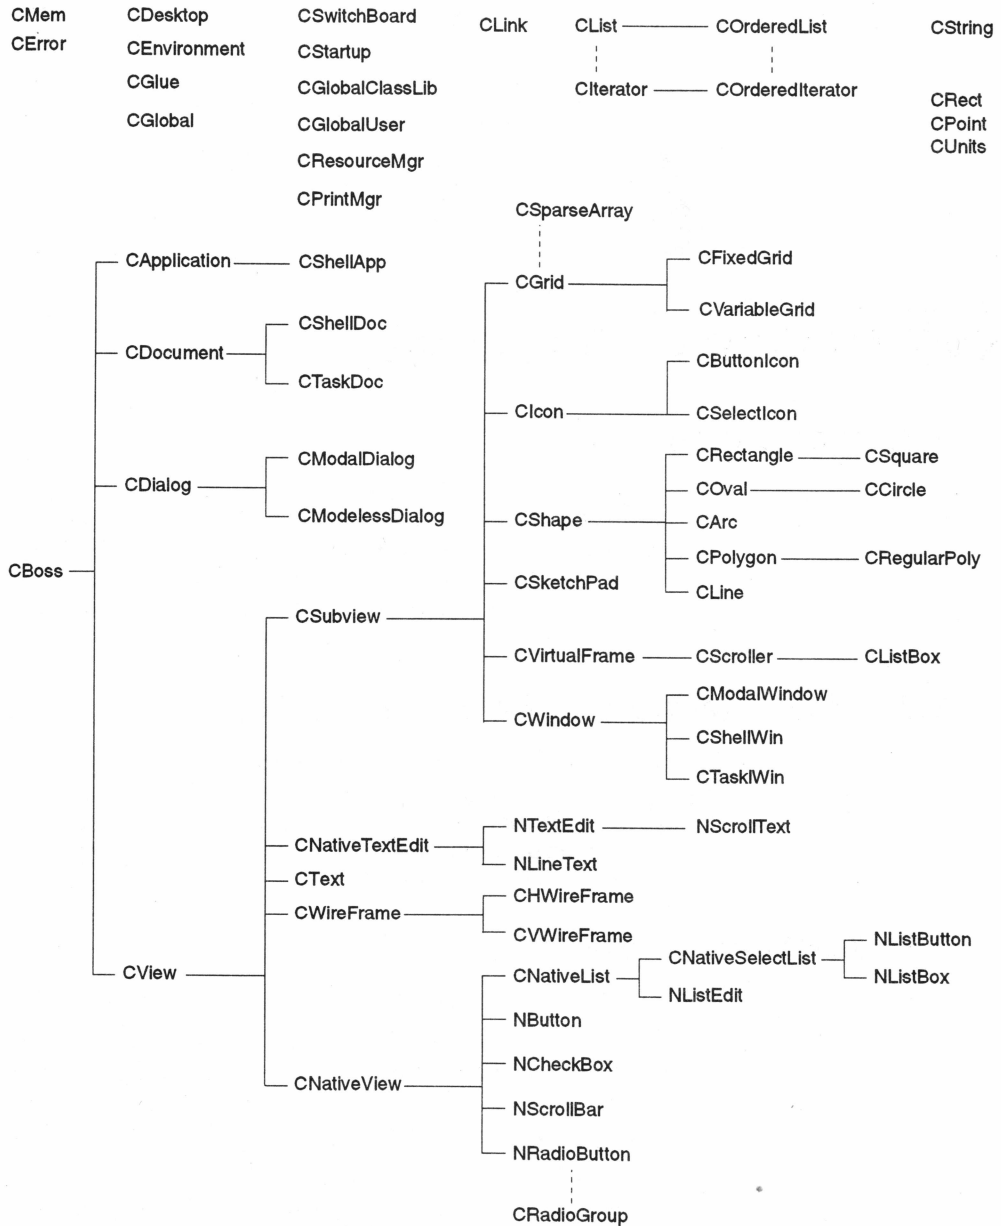 CMem CDesktop CSwitchBoard CLink CList COrderedList CString
CError CEnvironment CStartup
CGlue CGlobalClassLib CIterator COrderedIterator CRect
CGlobal CGlobalUser CPoint
CResourceMgr CUnits
CPrintMgr
CSparseArray
CApplication CShellApp CFixedGrid
CGrid
CShellDoc CVariableGrid
CDocument CButtonIcon
CTaskDoc
CIcon CSelectIcon
CModalDialog CRectangle CSquare
CDialog COval CCircle
CModelessDialog CShape CArc
CBoss CPolygon CRegularPoly
CSketchPad CLine
CSubview
CVirtualFrame CScroller CListBox
CModalWindow
CWindow
CShellWin
CTasklWin
NTextEdit NScrollText
CNativeTextEdit
NLineText
CText
CHWireFrame
CWireFrame
CVWireFrame NListButton
CNativeSelectList
CView CNativeList NListBox
NListEdit
NButton
NCheckBox
CNativeView
NScrollBar
NRadioButton
CRadioGroup